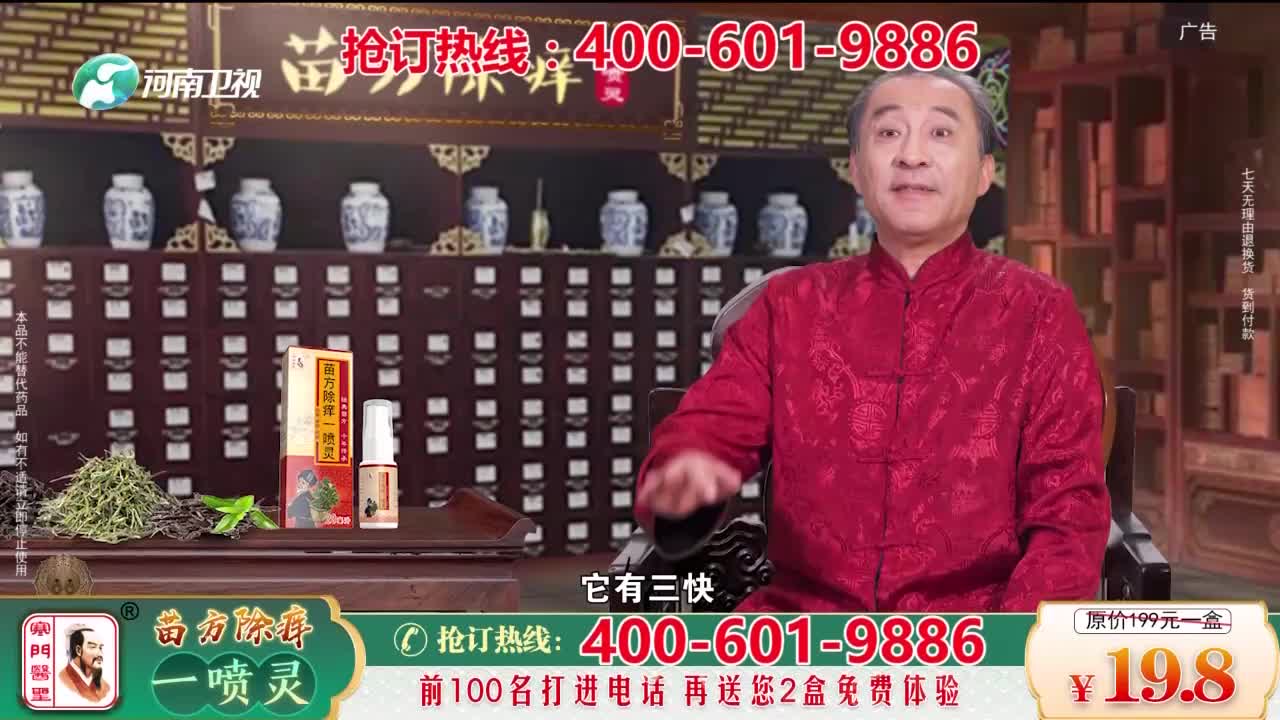 抢订热线：400-601-9886
广告
河南卫视
苗方除痒
七天无理由退换货 货到付款
本品不能替代药品 如有不适请立即停止使用
苗方除痒一喷灵
它有三快
寨門醫聖
®
苗方除痒
一喷灵
抢订热线：400-601-9886
前100名打进电话 再送您2盒免费体验
原价199元一盒
¥19.8